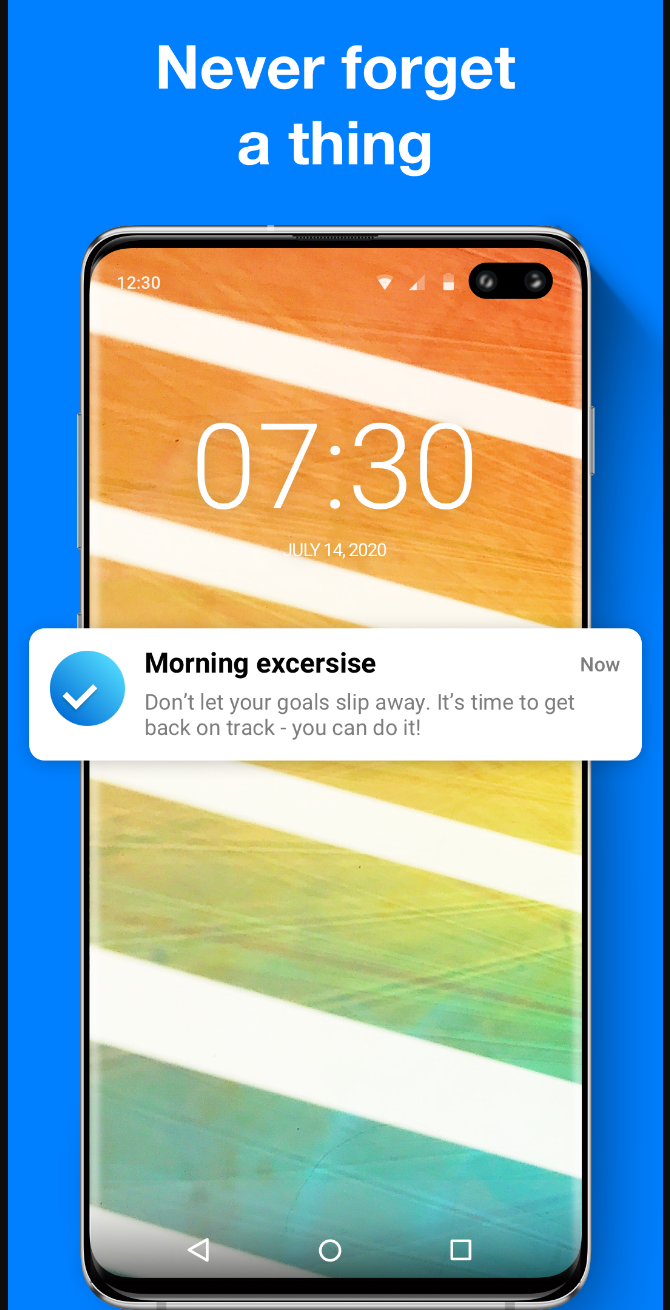 Never forget
a thing
12:30
07:30
JULY 14, 2020
Morning excersise
Now
Don’t let your goals slip away. It’s time to get
back on track - you can do it!